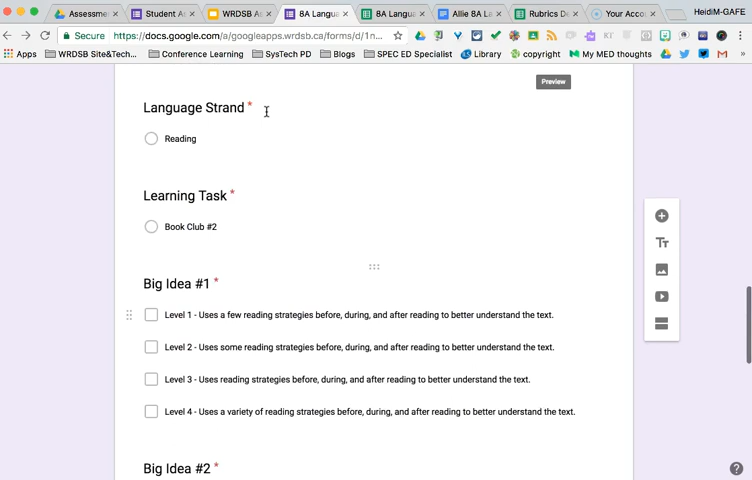 Assessmen
Student As
WRDSB As
8A Langua
8A Langua
Allie 8A La
Rubrics De
Your Acco
HeidiM-GAFE
Secure https://docs.google.com/a/googleapps.wrdsb.ca/forms/d/1n...
Apps WRDSB Site&Tech... Conference Learning SysTech PD Blogs SPEC ED Specialist Library copyright My MED thoughts
Preview
Language Strand *
Reading
Learning Task *
Book Club #2
Big Idea #1 *
Level 1 - Uses a few reading strategies before, during, and after reading to better understand the text.
Level 2 - Uses some reading strategies before, during, and after reading to better understand the text.
Level 3 - Uses reading strategies before, during, and after reading to better understand the text.
Level 4 - Uses a variety of reading strategies before, during, and after reading to better understand the text.
Big Idea #2 *